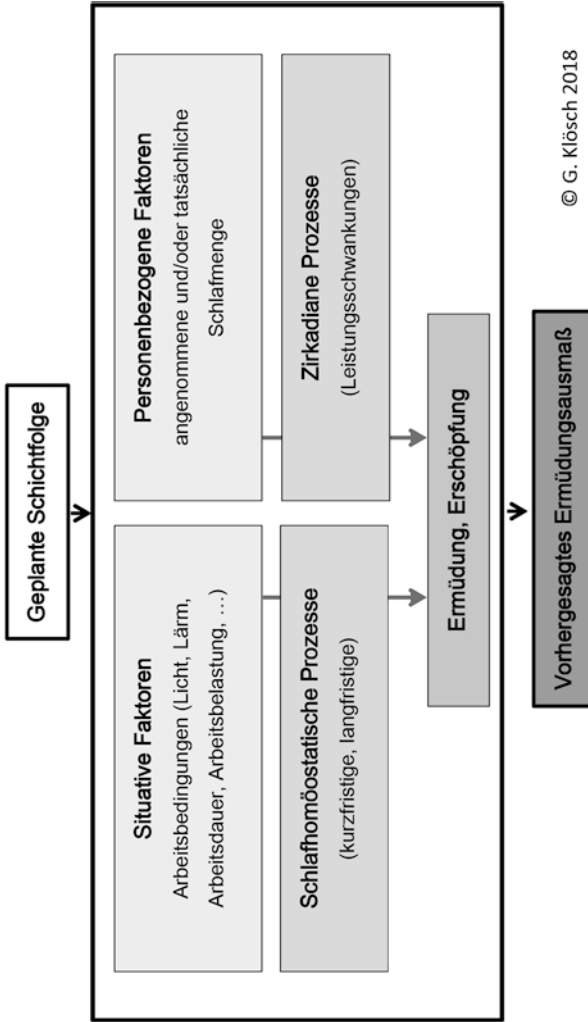 Geplante Schichtfolge
Situative Faktoren
Arbeitsbedingungen (Licht, Lärm,
Arbeitsdauer, Arbeitsbelastung, …)
Personenbezogene Faktoren
angenommene und/oder tatsächliche
Schlafmenge
Schlafhomöostatische Prozesse
(kurzfristige, langfristige)
Zirkadiane Prozesse
(Leistungsschwankungen)
Ermüdung, Erschöpfung
Vorhergesagtes Ermüdungsausmaß
© G. Klösch 2018